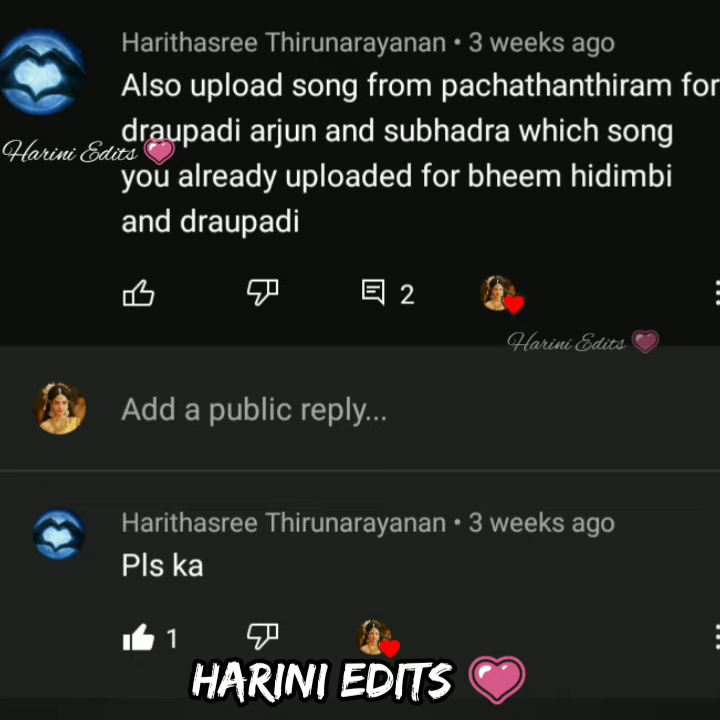 Harithasree Thirunarayanan • 3 weeks ago
Also upload song from pachathanthiram for
draupadi arjun and subhadra which song
Harini Edits
you already uploaded for bheem hidimbi
and draupadi
2
Harini Edits
Add a public reply...
Harithasree Thirunarayanan • 3 weeks ago
Pls ka
1
HARINI EDITS